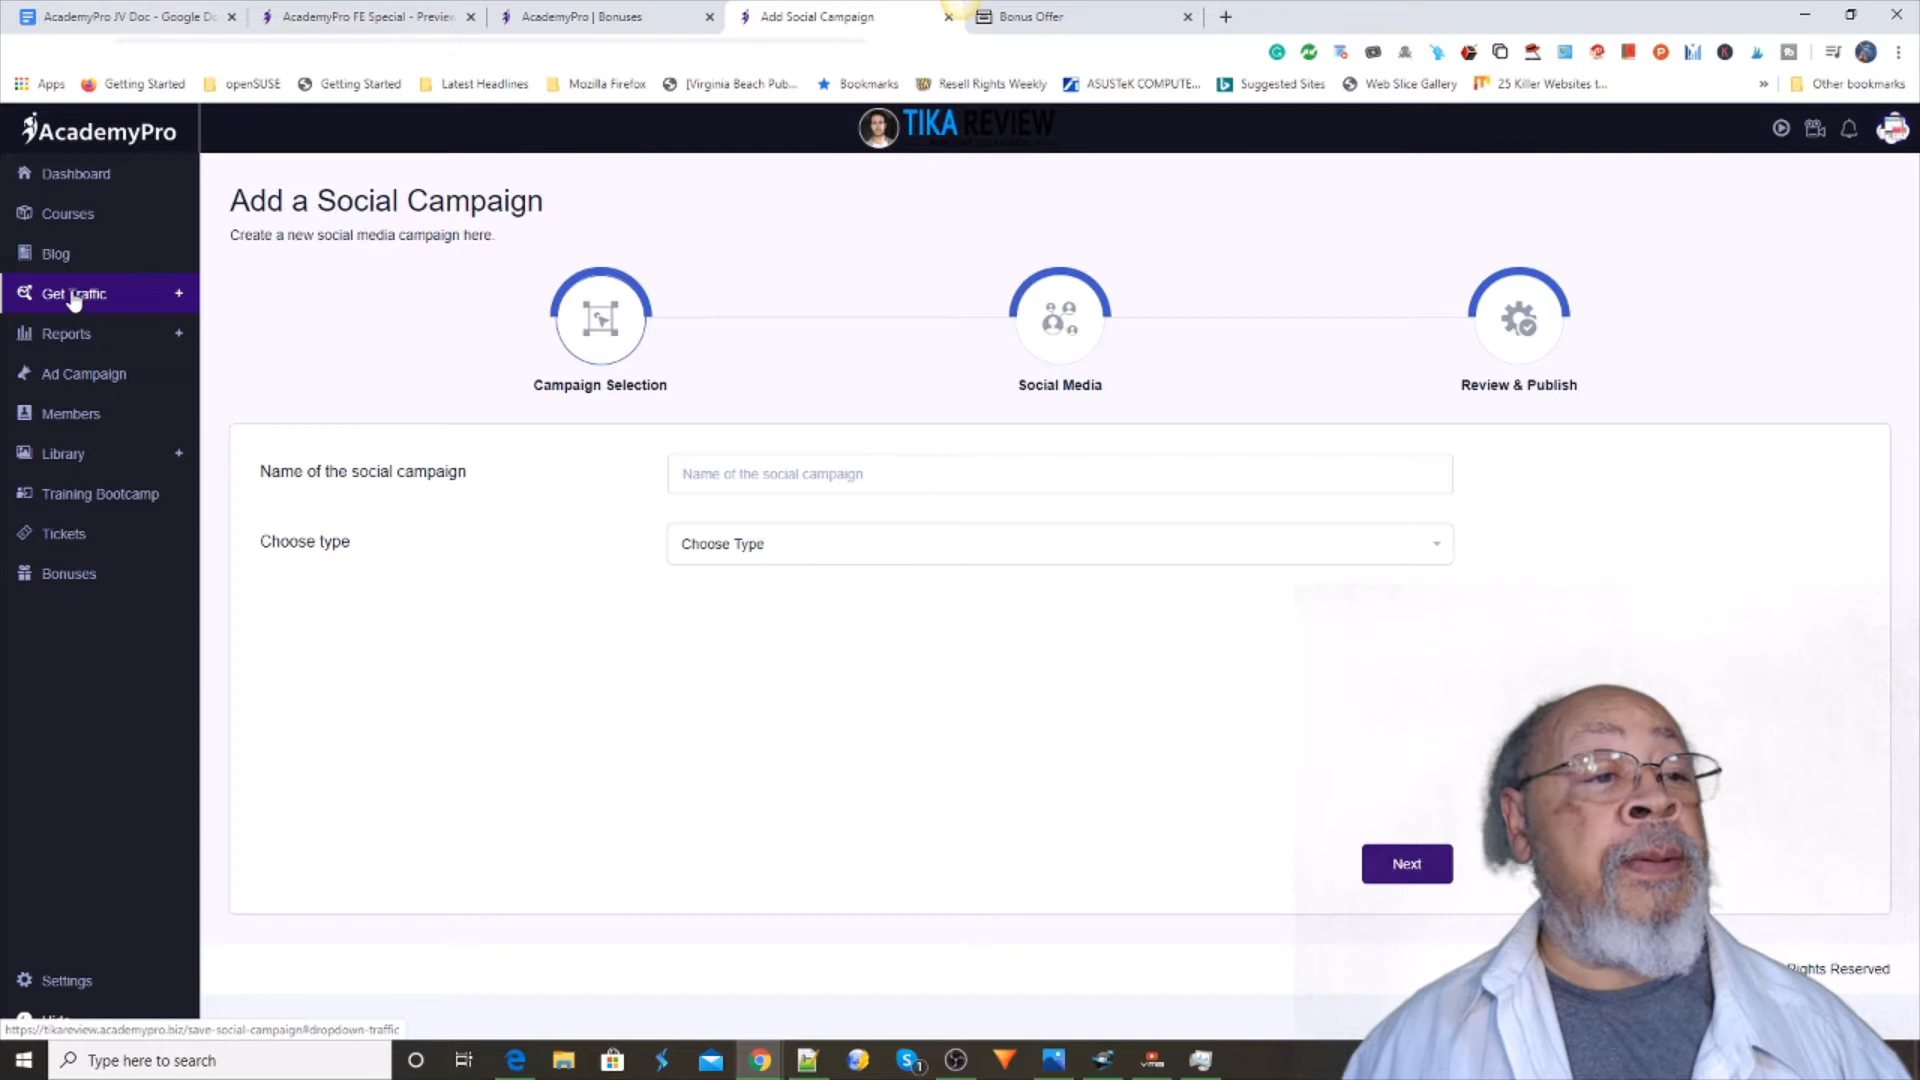 AcademyPro JV Doc - Google Do
AcademyPro FE Special - Preview
AcademyPro | Bonuses
Add Social Campaign
Bonus Offer
Apps
Getting Started
openSUSE
Getting Started
Latest Headlines
Mozilla Firefox
[Virginia Beach Pub...
Bookmarks
Resell Rights Weekly
ASUSTeK COMPUTE...
Suggested Sites
Web Slice Gallery
25 Killer Websites t...
Other bookmarks
AcademyPro
TIKA REVIEW
Dashboard
Courses
Blog
Get Traffic +
Reports +
Ad Campaign
Members
Library +
Training Bootcamp
Tickets
Bonuses
Settings
Add a Social Campaign
Create a new social media campaign here.
Campaign Selection
Social Media
Review & Publish
Name of the social campaign
Name of the social campaign
Choose type
Choose Type
Next
Rights Reserved
https://tikareview.academypro.biz/save-social-campaign#dropdown-traffic
Type here to search